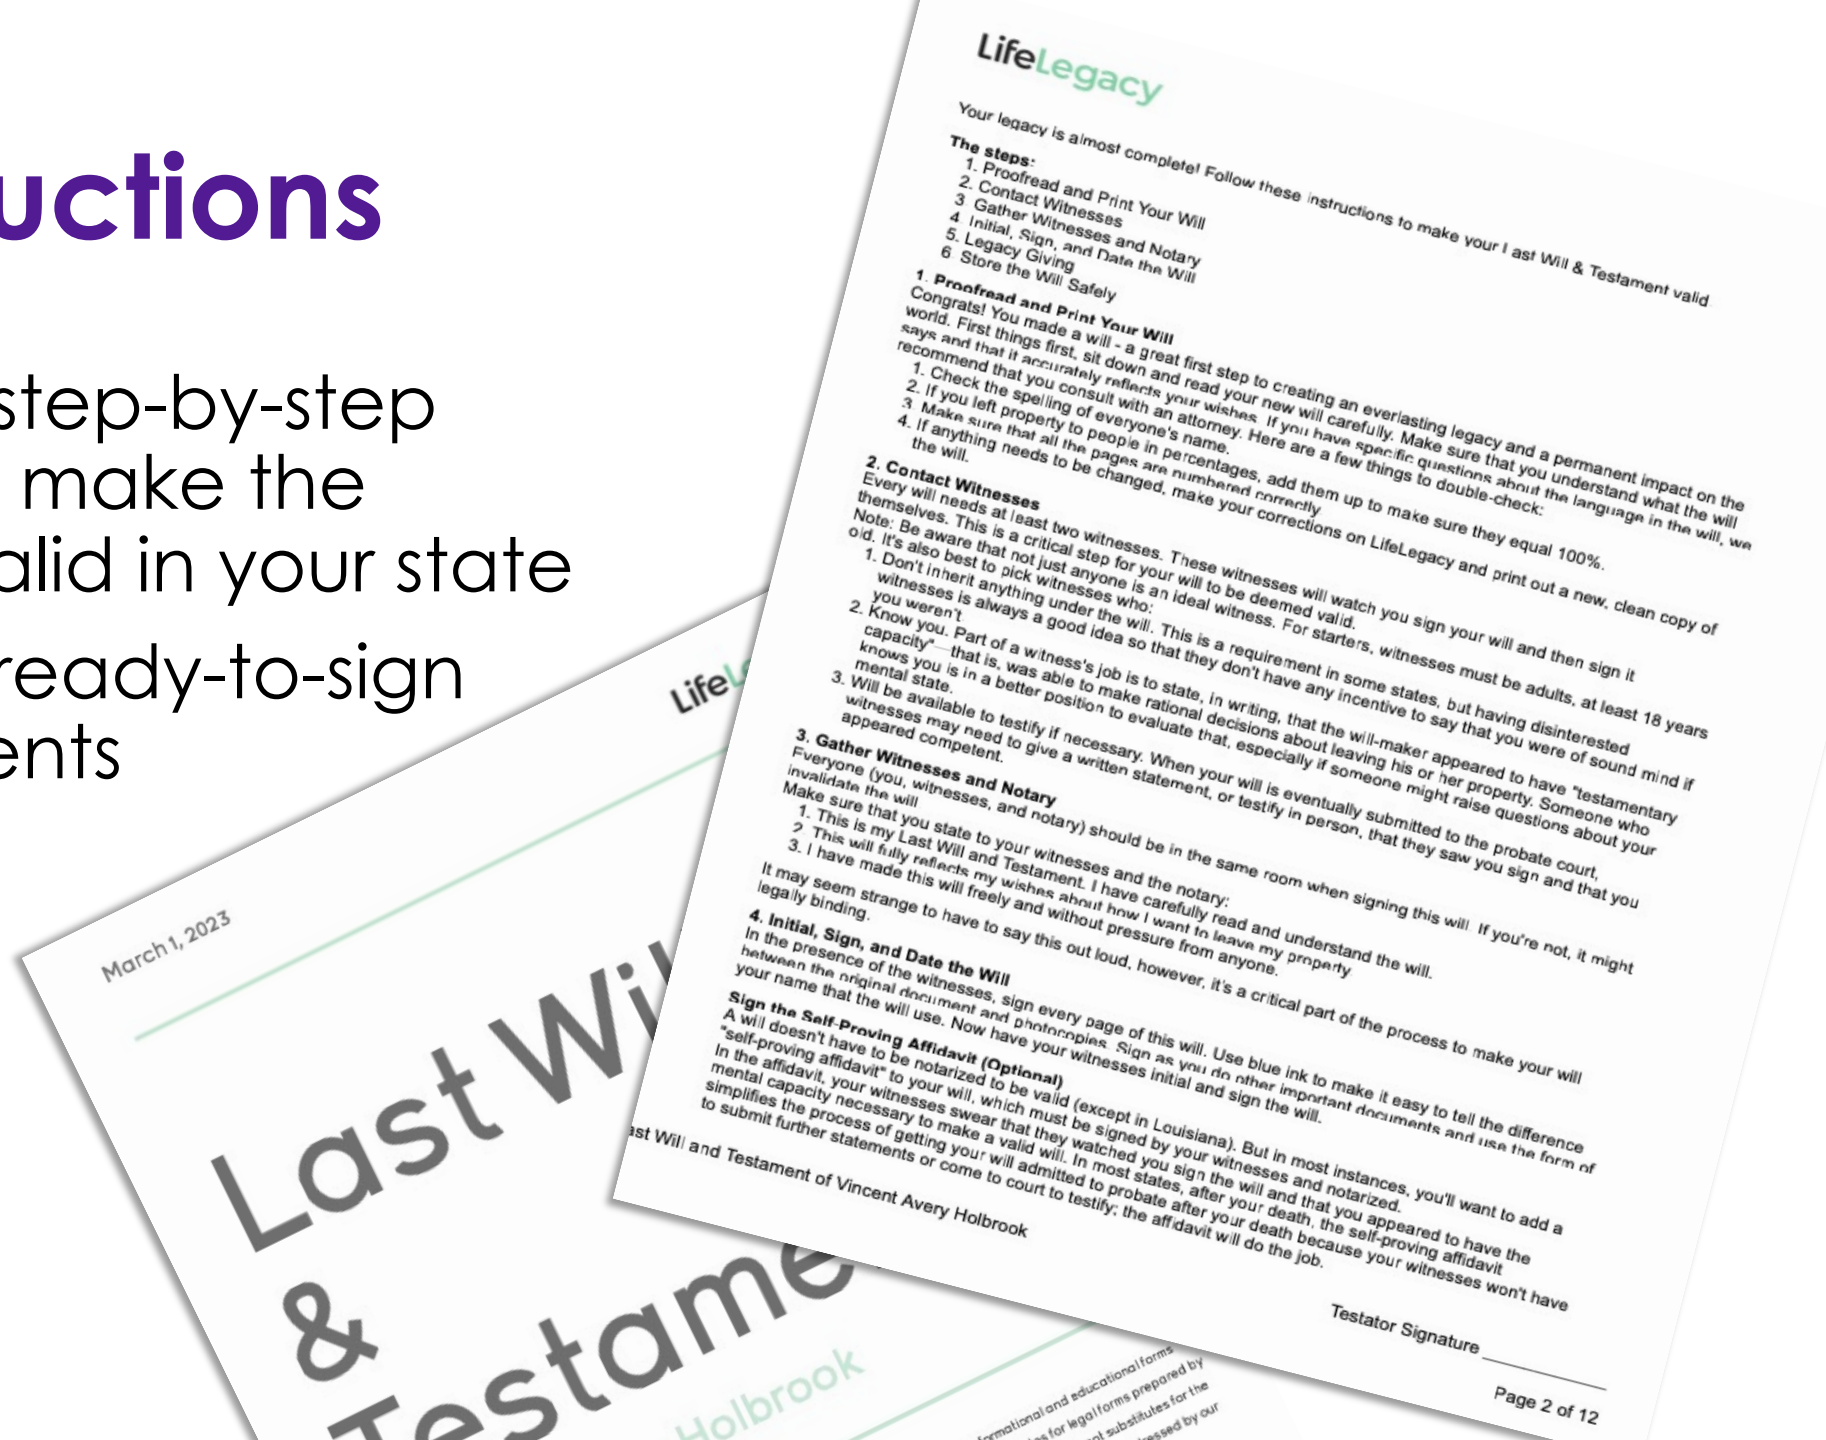 uctions
step-by-step
make the
alid in your state
ready-to-sign
ents
LifeLegacy
Your legacy is almost complete! Follow these instructions to make your Last Will & Testament valid
The steps:
1. Proofread and Print Your Will
2. Contact Witnesses
3 Gather Witnesses and Notary
4. Initial, Sign, and Date the Will
5. Legacy Giving
6 Store the Will Safely
1. Proofread and Print Your Will
Congrats! You made a will - a great first step to creating an everlasting legacy and a permanent impact on the
world. First things first, sit down and read your new will carefully. Make sure that you understand what the will
says and that it accurately reflects your wishes. If you have specific questions about the language in the will, we
recommend that you consult with an attorney. Here are a few things to double-check:
1. Check the spelling of everyone's name.
2. If you left property to people in percentages, add them up to make sure they equal 100%.
3. Make sure that all the pages are numbered correctly
4. If anything needs to be changed, make your corrections on LifeLegacy and print out a new, clean copy of
the will.
2. Contact Witnesses
Every will needs at least two witnesses. These witnesses will watch you sign your will and then sign it
themselves. This is a critical step for your will to be deemed valid.
Note: Be aware that not just anyone is an ideal witness. For starters, witnesses must be adults, at least 18 years
old. It's also best to pick witnesses who:
1. Don't inherit anything under the will. This is a requirement in some states, but having disinterested
witnesses is always a good idea so that they don't have any incentive to say that you were of sound mind if
you weren't
2. Know you. Part of a witness's job is to state, in writing, that the will-maker appeared to have "testamentary
capacity"—that is, was able to make rational decisions about leaving his or her property. Someone who
knows you is in a better position to evaluate that, especially if someone might raise questions about your
mental state.
3. Will be available to testify if necessary. When your will is eventually submitted to the probate court,
witnesses may need to give a written statement, or testify in person, that they saw you sign and that you
appeared competent.
3. Gather Witnesses and Notary
Everyone (you, witnesses, and notary) should be in the same room when signing this will. If you're not, it might
invalidate the will
Make sure that you state to your witnesses and the notary:
1. This is my Last Will and Testament. I have carefully read and understand the will.
2 This will fully reflects my wishes about how I want to leave my property
3. I have made this will freely and without pressure from anyone.
It may seem strange to have to say this out loud, however, it's a critical part of the process to make your will
legally binding.
4. Initial, Sign, and Date the Will
In the presence of the witnesses, sign every page of this will. Use blue ink to make it easy to tell the difference
between the original document and photocopies. Sign as you do other important documents and use the form of
your name that the will use. Now have your witnesses initial and sign the will.
Sign the Self-Proving Affidavit (Optional)
A will doesn't have to be notarized to be valid (except in Louisiana). But in most instances, you'll want to add a
"self-proving affidavit" to your will, which must be signed by your witnesses and notarized.
In the affidavit, your witnesses swear that they watched you sign the will and that you appeared to have the
mental capacity necessary to make a valid will. In most states, after your death, the self-proving affidavit
simplifies the process of getting your will admitted to probate after your death because your witnesses won't have
to submit further statements or come to court to testify; the affidavit will do the job.
ast Will and Testament of Vincent Avery Holbrook
Testator Signature
Page 2 of 12
LifeL
March 1, 2023
Last Wil
&
Testame
Holbrook
rmational and educational forms
es for legal forms prepared by
nt substitutes for the
ressed by our